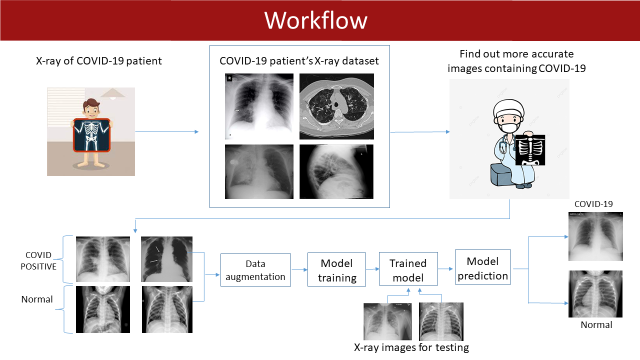 Workflow
X-ray of COVID-19 patient
COVID-19 patient's X-ray dataset
Find out more accurate
images containing COVID-19
COVID
POSITIVE
Normal
Data
augmentation
Model
training
Trained
model
Model
prediction
COVID-19
Normal
X-ray images for testing